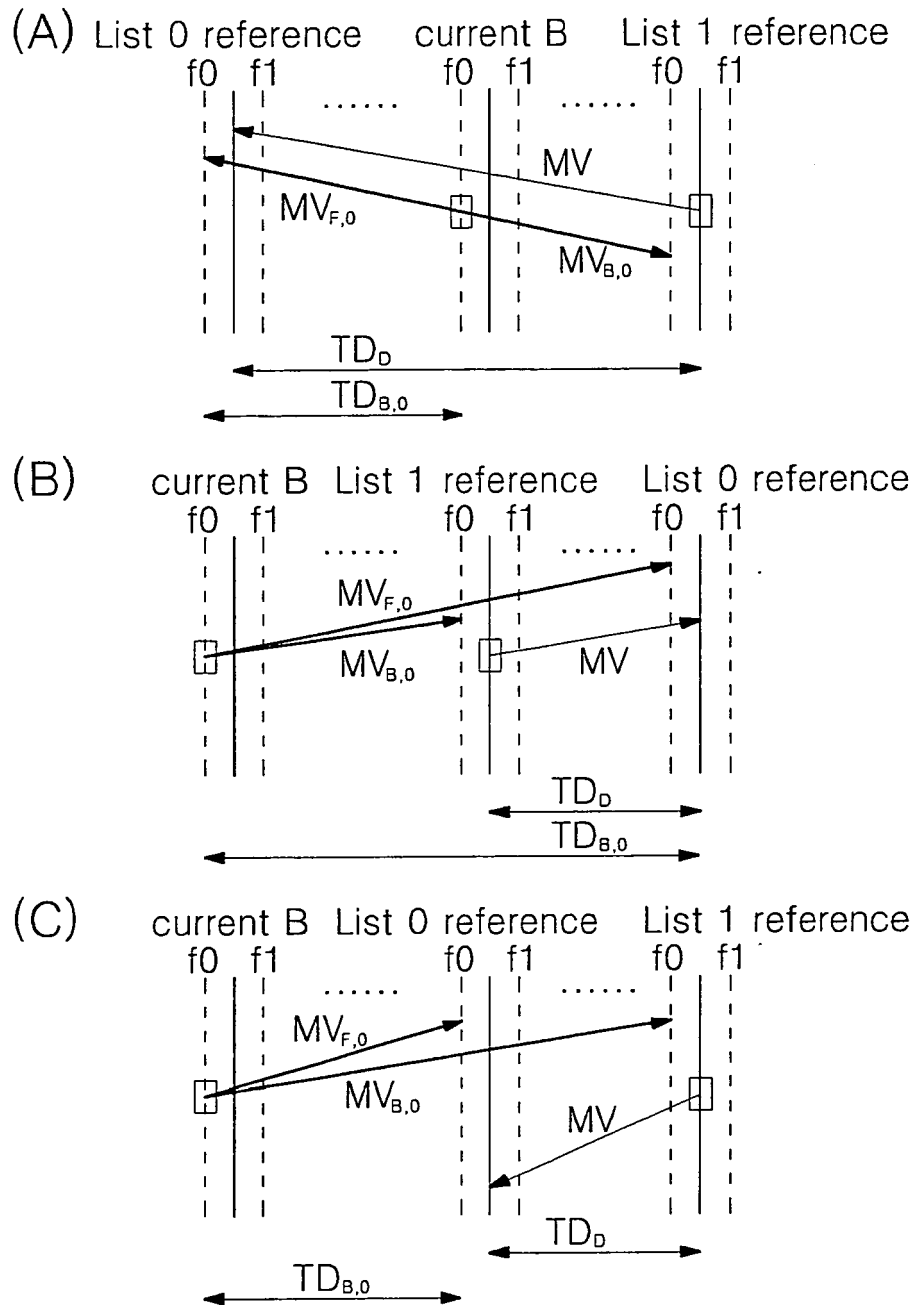 (A) List 0 reference current B List 1 reference
f0 f1 ...... f0 f1 ...... f0 f1
MV
MVF,0
MVB,0
TDD
TDB,0
(B) current B List 1 reference List 0 reference
f0 f1 ...... f0 f1 ...... f0 f1
MVF,0
MVB,0 MV
TDD
TDB,0
(C) current B List 0 reference List 1 reference
f0 f1 ...... f0 f1 ...... f0 f1
MVF,0
MVB,0 MV
TDD
TDB,0